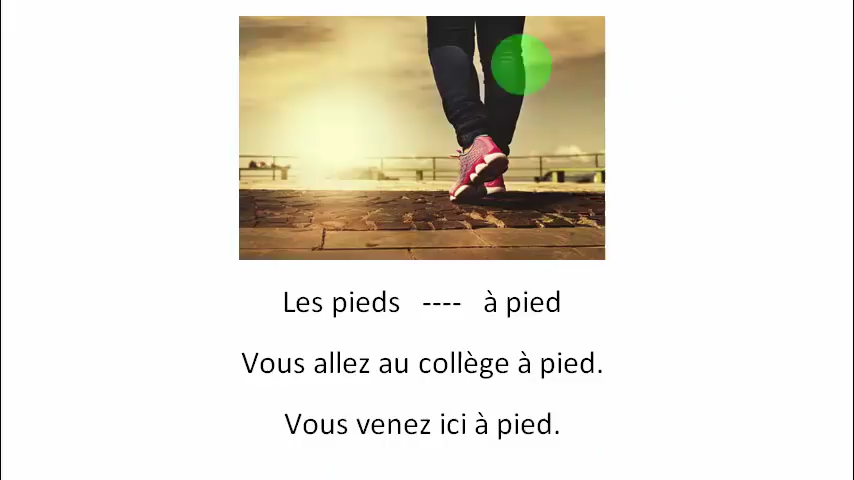 Les pieds ---- à pied
Vous allez au collège à pied.
Vous venez ici à pied.